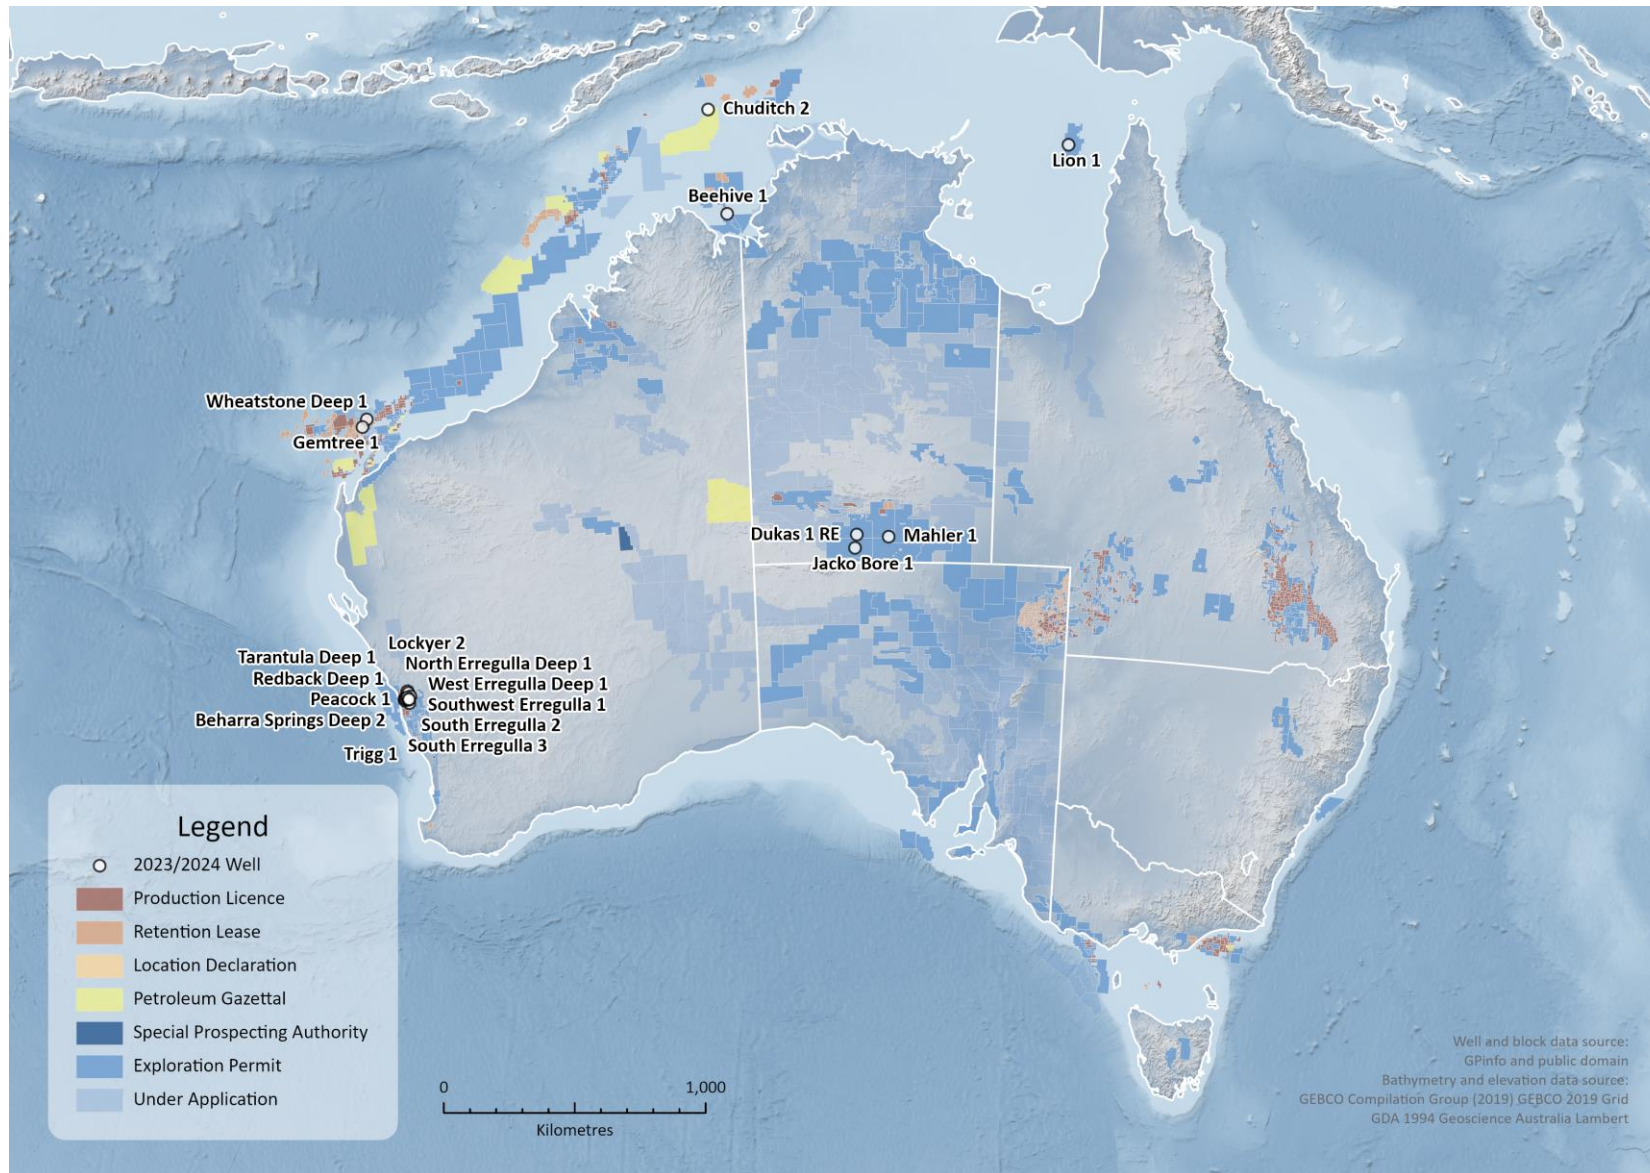 Chuditch 2
Lion 1
Beehive 1
Wheatstone Deep 1
Gemtree 1
Dukas 1 RE
Mahler 1
Jacko Bore 1
Lockyer 2
Tarantula Deep 1
North Erregulla Deep 1
Redback Deep 1
West Erregulla Deep 1
Peacock 1
Southwest Erregulla 1
Beharra Springs Deep 2
South Erregulla 2
South Erregulla 3
Trigg 1
Legend
2023/2024 Well
Production Licence
Retention Lease
Location Declaration
Petroleum Gazettal
Special Prospecting Authority
Exploration Permit
Under Application
0 1,000
Kilometres
Well and block data source:
GPinfo and public domain
Bathymetry and elevation data source:
GEBCO Compilation Group (2019) GEBCO 2019 Grid
GDA 1994 Geoscience Australia Lambert